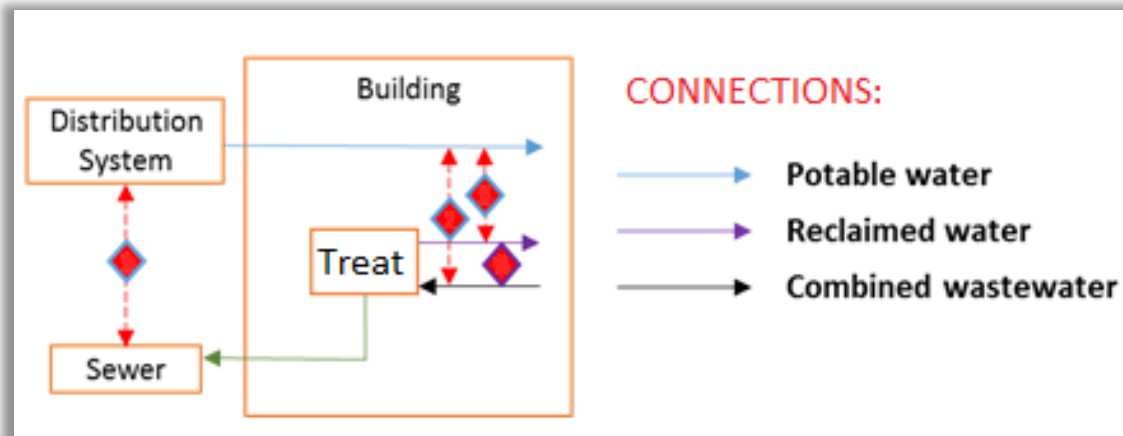 Building
Distribution
System
Treat
Sewer
CONNECTIONS:
Potable water
Reclaimed water
Combined wastewater